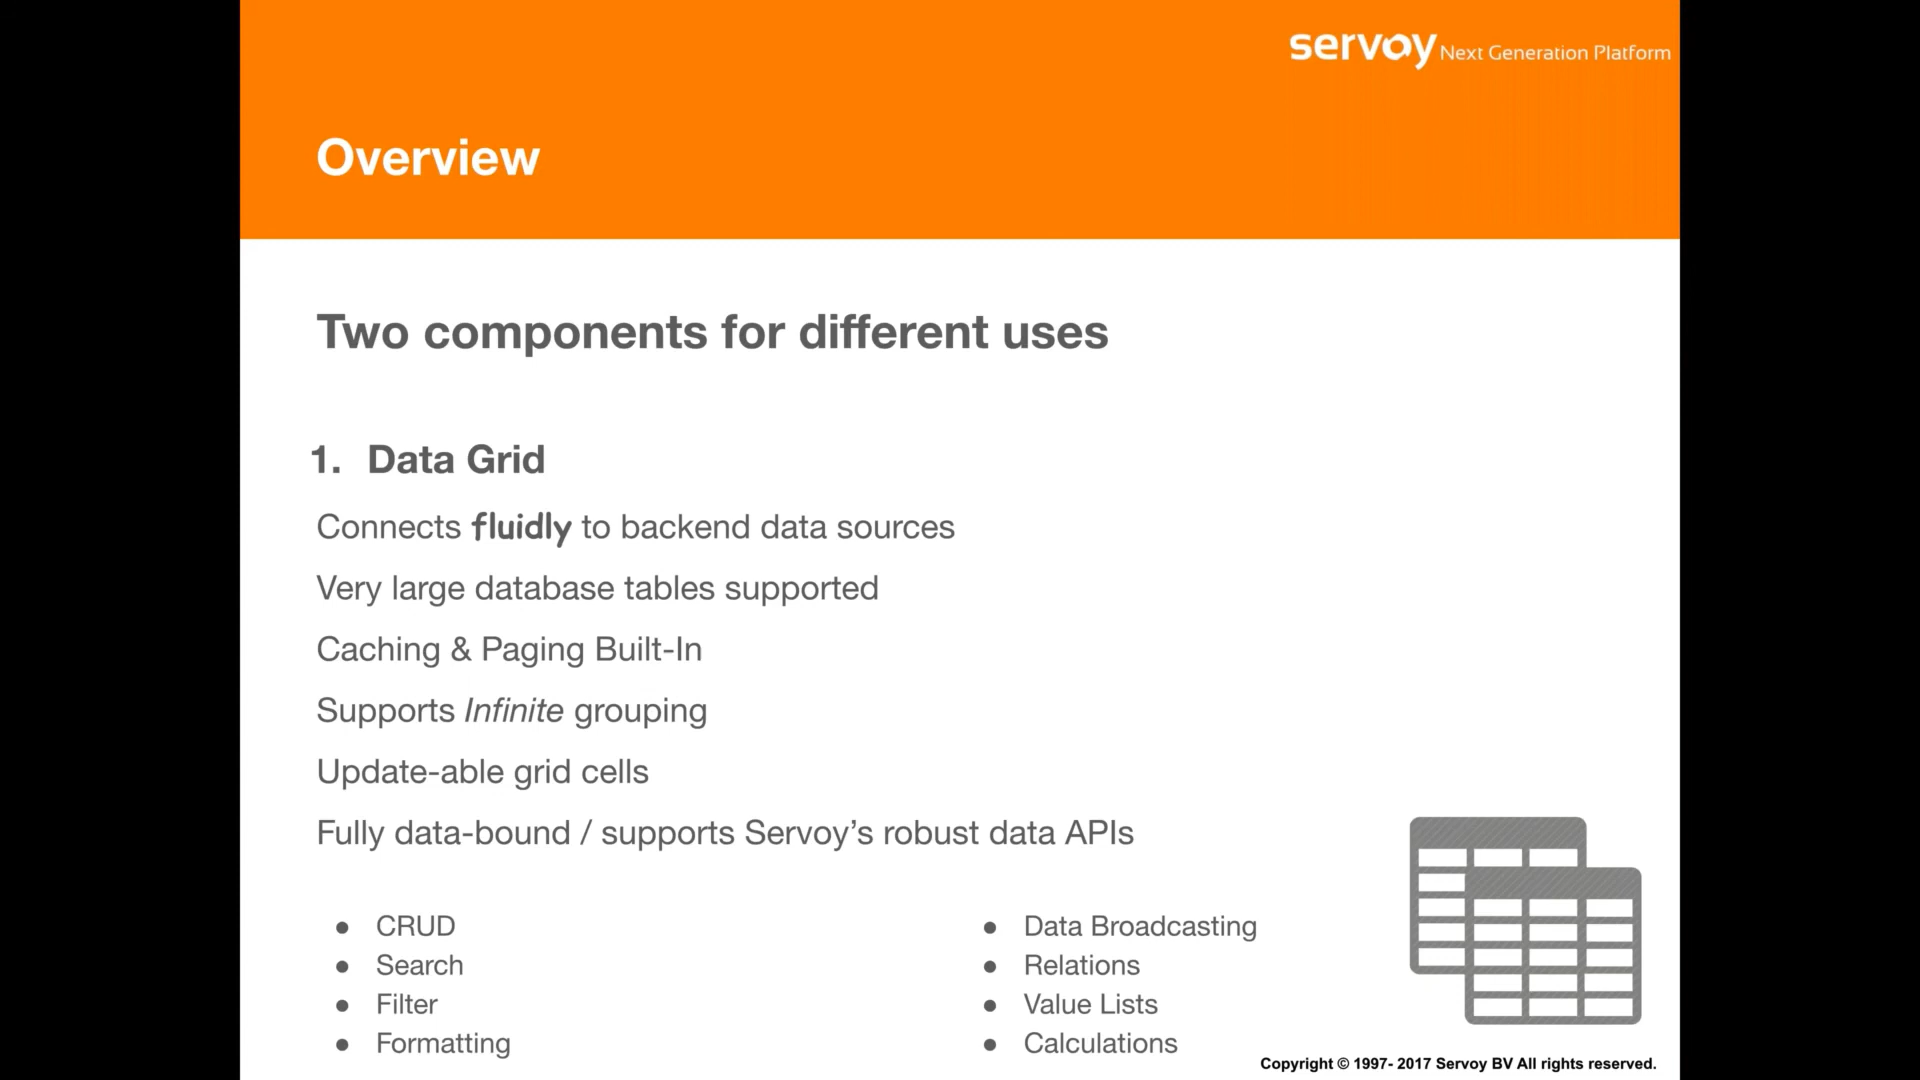 servoy Next Generation Platform
Overview
Two components for different uses
1. Data Grid
Connects fluidly to backend data sources
Very large database tables supported
Caching & Paging Built-In
Supports Infinite grouping
Update-able grid cells
Fully data-bound / supports Servoy’s robust data APIs
● CRUD
● Search
● Filter
● Formatting
● Data Broadcasting
● Relations
● Value Lists
● Calculations
Copyright © 1997- 2017 Servoy BV All rights reserved.